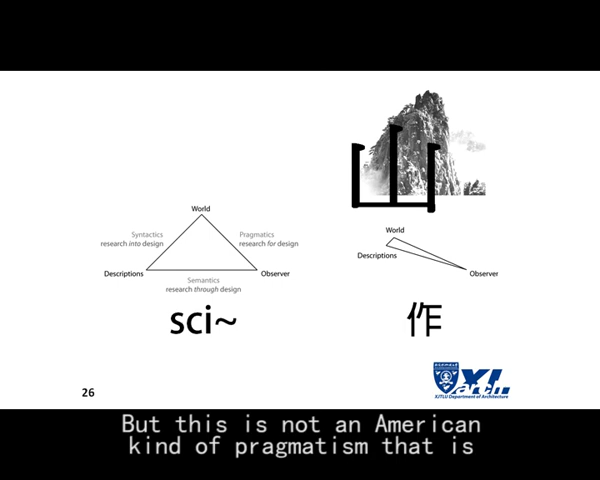 山
World
Syntactics
research into design
Pragmatics
research for design
Descriptions
Observer
Semantics
research through design
sci~
World
Descriptions
Observer
作
26
XJTLU Department of Architecture
But this is not an American
kind of pragmatism that is